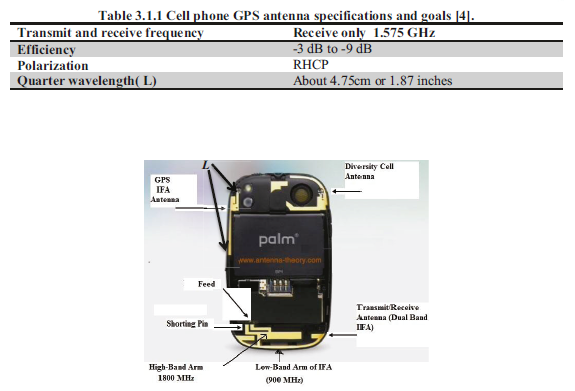 Table 3.1.1 Cell phone GPS antenna specifications and goals [4].
Transmit and receive frequency Receive only 1.575 GHz
Efficiency -3 dB to -9 dB
Polarization RHCP
Quarter wavelength( L) About 4.75cm or 1.87 inches
L
Diversity Cell
Antenna
GPS
IFA
Antenna
palm
www.antenna-theory.com
Feed
Transmit/Receive
Antenna (Dual Band
IIFA)
Shorting Pin
High-Band Arm
1800 MHz
Low-Band Arm of IFA
(900 MHz)